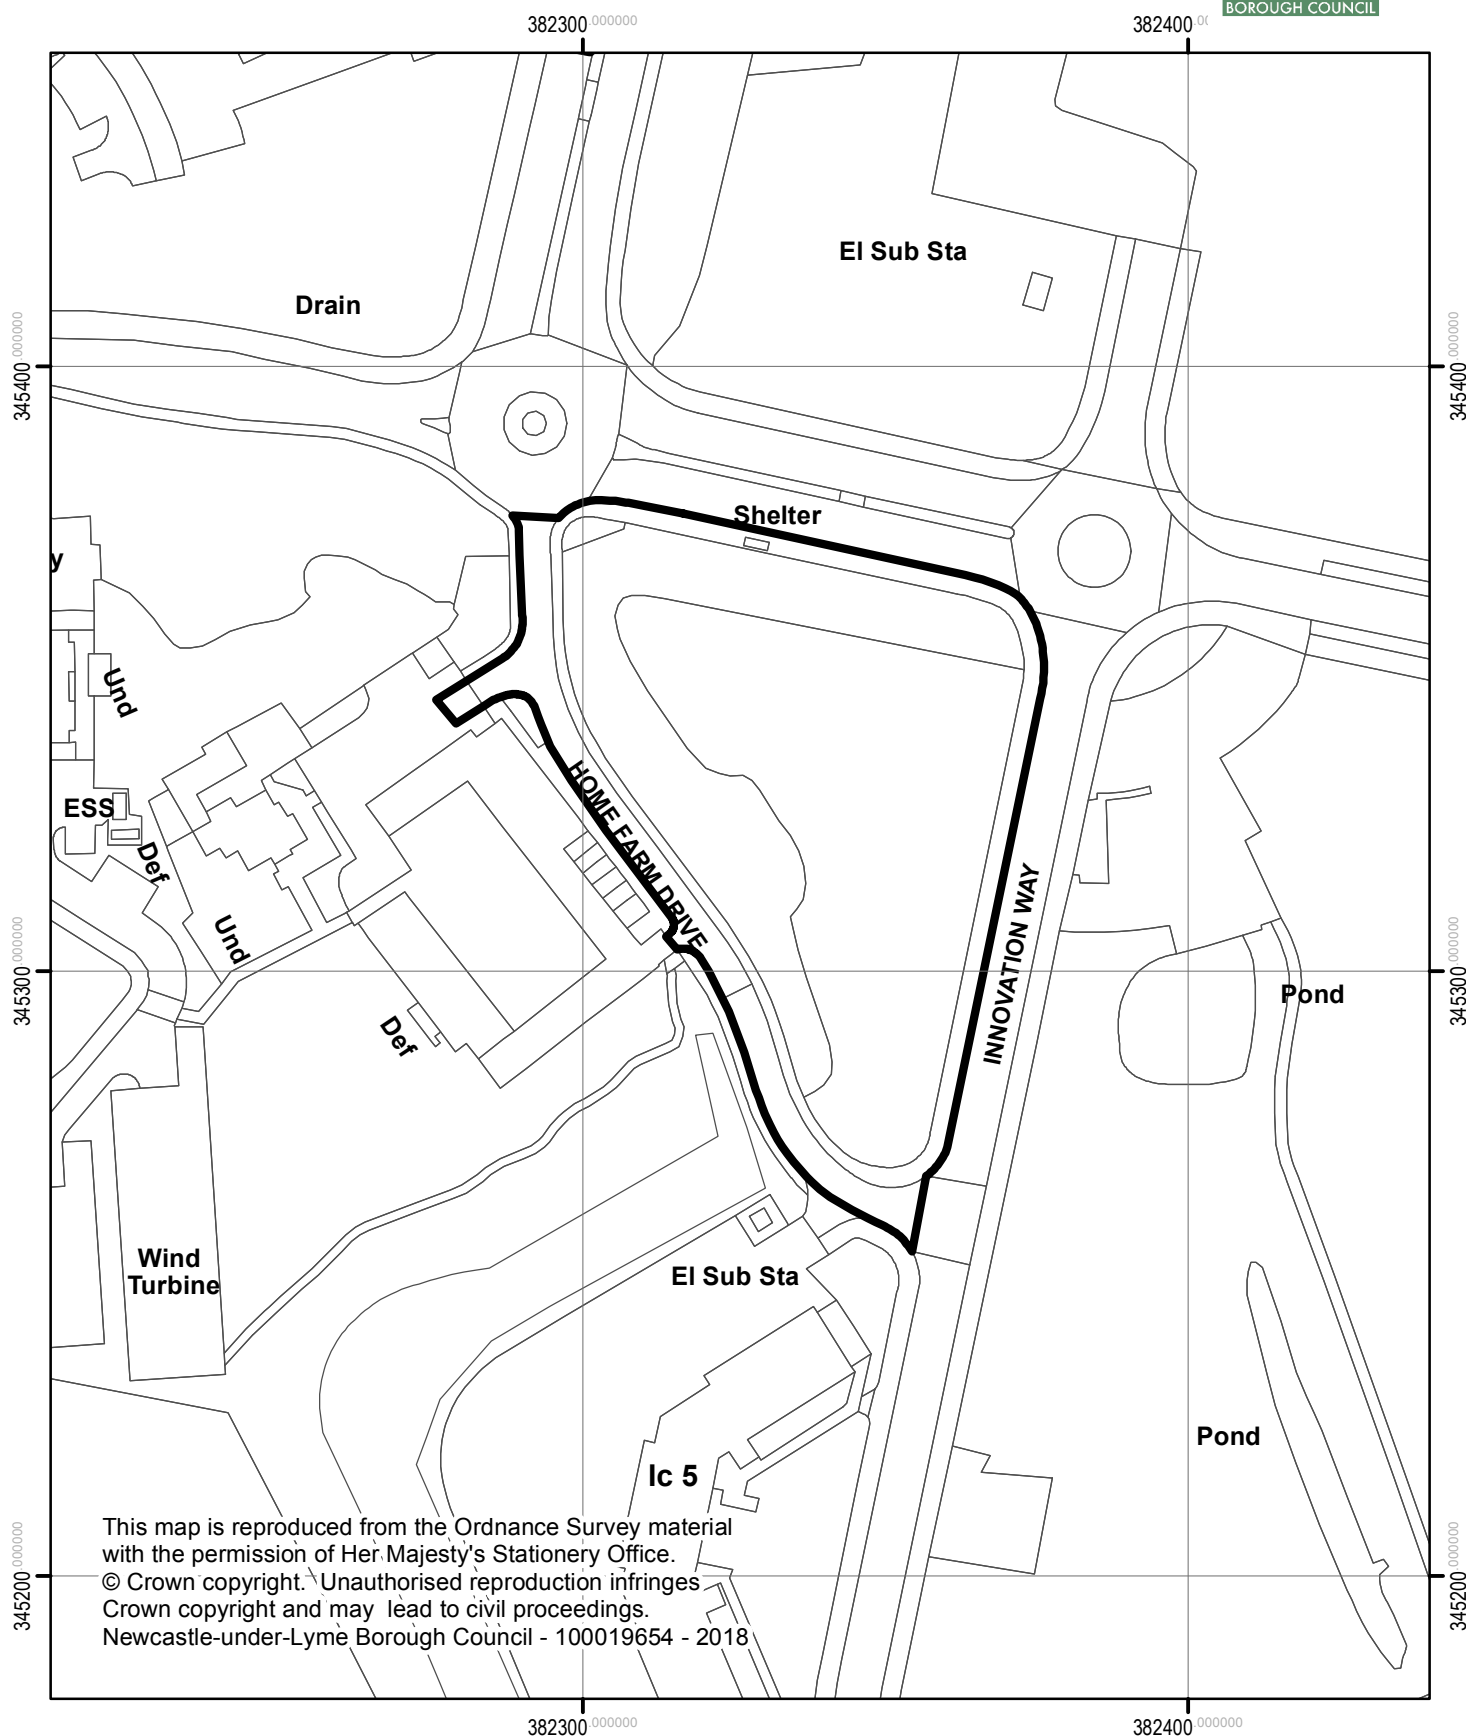 BOROUGH COUNCIL
382300.000000
382400.00
El Sub Sta
Drain
345400.000000
345400.000000
Shelter
y
Und
HOME FARM DRIVE
ESS
Def
INNOVATION WAY
Und
345300.000000
345300.000000
Pond
Def
Wind
Turbine
El Sub Sta
Pond
Ic 5
This map is reproduced from the Ordnance Survey material
with the permission of Her Majesty's Stationery Office.
© Crown copyright. Unauthorised reproduction infringes
Crown copyright and may lead to civil proceedings.
Newcastle-under-Lyme Borough Council - 100019654 - 2018
345200.000000
345200.000000
382300.000000
382400.000000